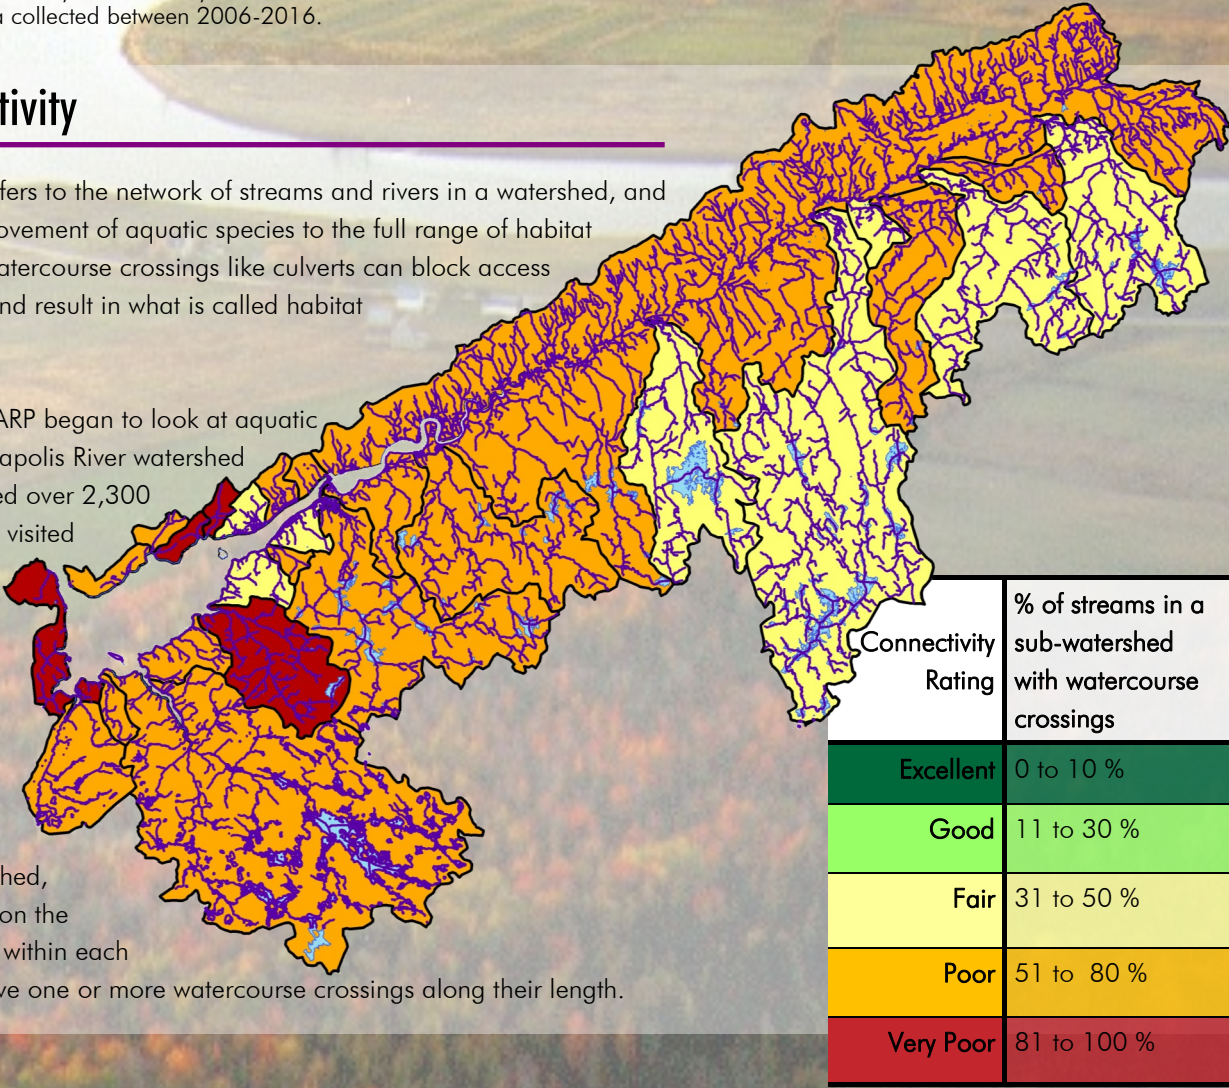 collected between 2006-2016.
tivity
fers to the network of streams and rivers in a watershed, and
ovement of aquatic species to the full range of habitat
atercourse crossings like culverts can block access
nd result in what is called habitat
ARP began to look at aquatic
apolis River watershed
ed over 2,300
visited
hed,
on the
within each
ve one or more watercourse crossings along their length.
Connectivity Rating
% of streams in a
sub-watershed
with watercourse
crossings
Excellent 0 to 10 %
Good 11 to 30 %
Fair 31 to 50 %
Poor 51 to 80 %
Very Poor 81 to 100 %